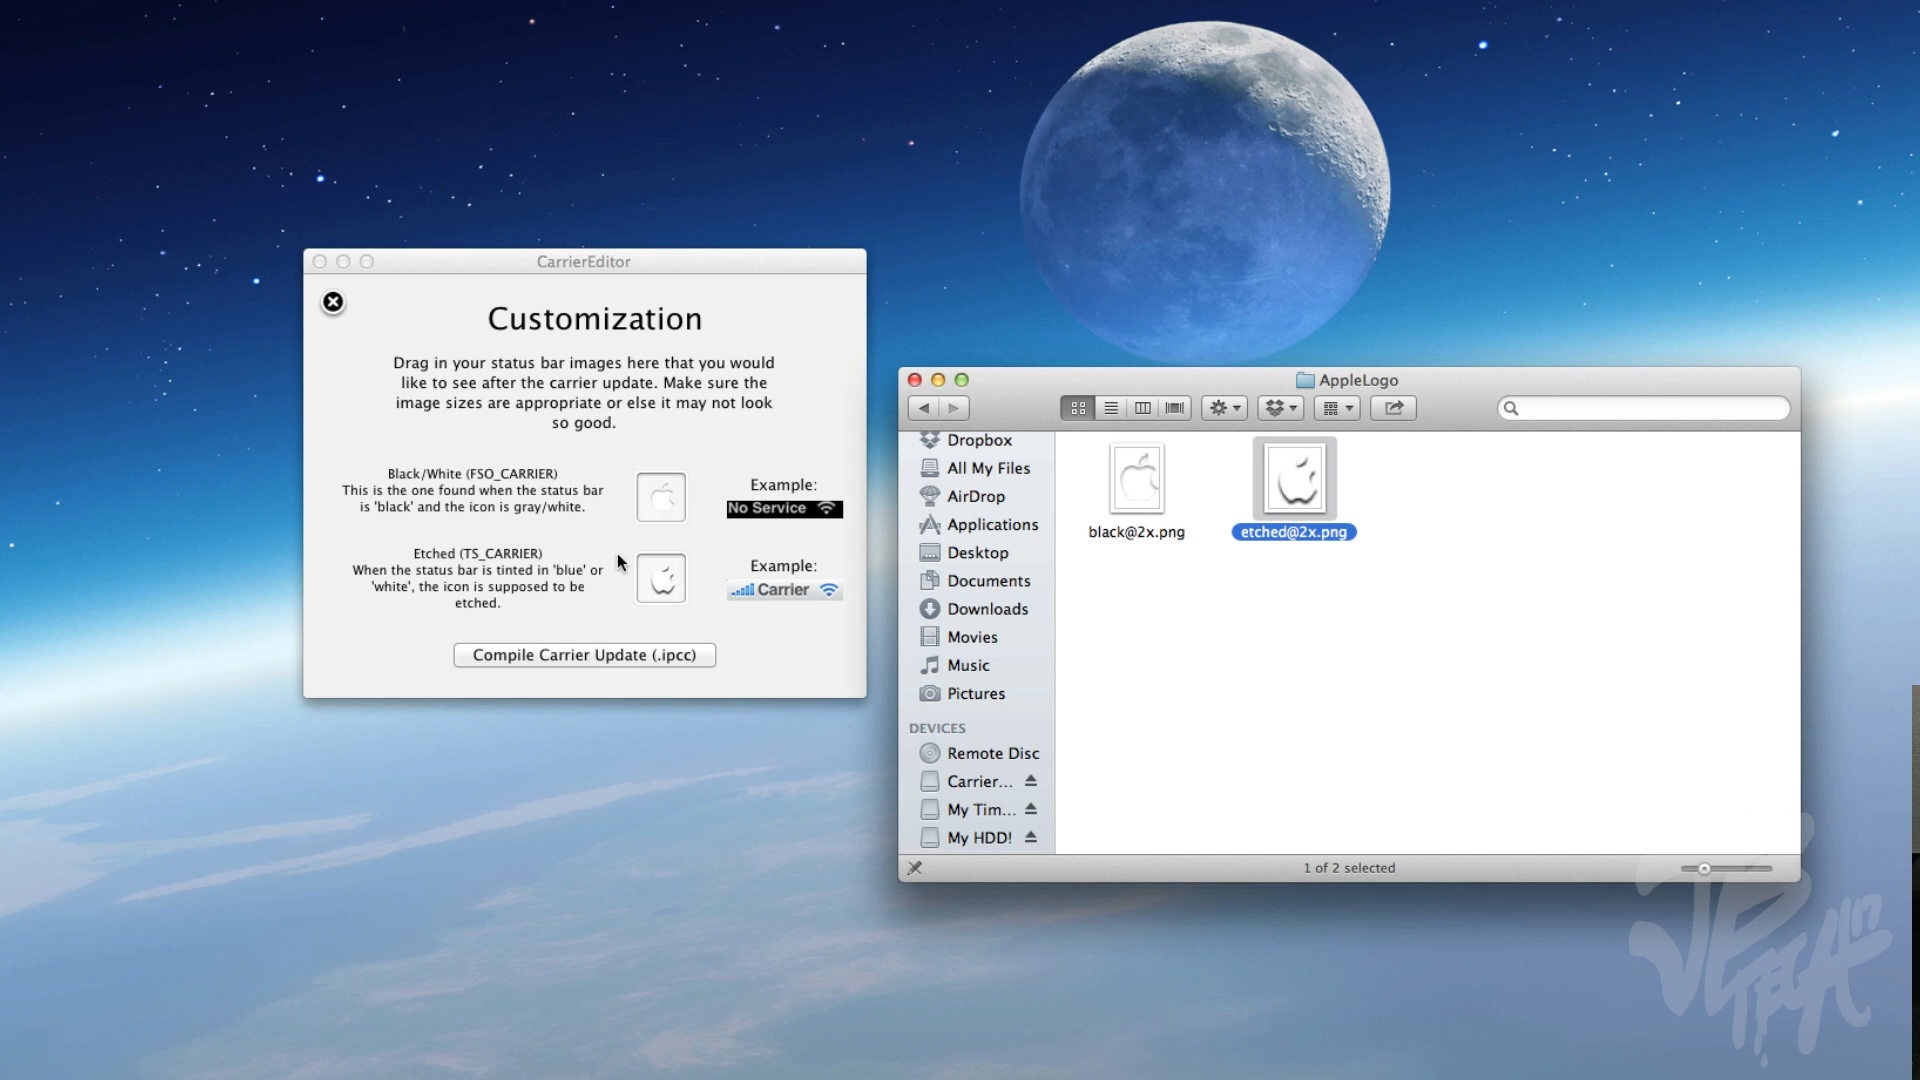 CarrierEditor
Customization
Drag in your status bar images here that you would
like to see after the carrier update. Make sure the
image sizes are appropriate or else it may not look
so good.
Black/White (FSO_CARRIER)
This is the one found when the status bar
is 'black' and the icon is gray/white.
Example:
No Service
Etched (TS_CARRIER)
When the status bar is tinted in 'blue' or
'white', the icon is supposed to be
etched.
Example:
Carrier
Compile Carrier Update (.ipcc)
AppleLogo
Dropbox
All My Files
AirDrop
Applications
Desktop
Documents
Downloads
Movies
Music
Pictures
DEVICES
Remote Disc
Carrier...
My Tim...
My HDD!
black@2x.png
etched@2x.png
1 of 2 selected